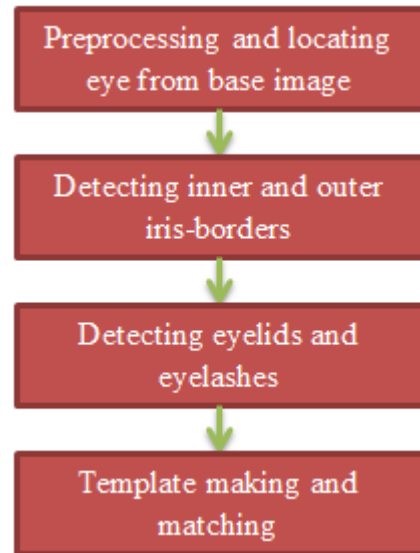 Preprocessing and locating
eye from base image
Detecting inner and outer
iris-borders
Detecting eyelids and
eyelashes
Template making and
matching